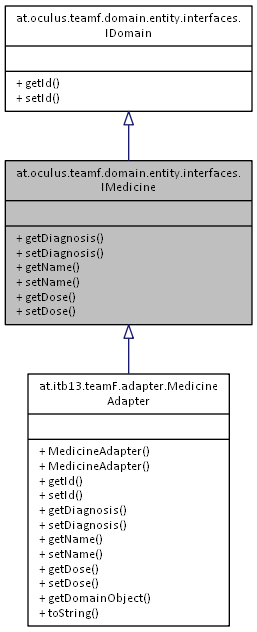 at.oculus.teamf.domain.entity.interfaces.
IDomain
+ getId()
+ setId()
at.oculus.teamf.domain.entity.interfaces.
IMedicine
+ getDiagnosis()
+ setDiagnosis()
+ getName()
+ setName()
+ getDose()
+ setDose()
at.itb13.teamF.adapter.Medicine
Adapter
+ MedicineAdapter()
+ MedicineAdapter()
+ getId()
+ setId()
+ getDiagnosis()
+ setDiagnosis()
+ getName()
+ setName()
+ getDose()
+ setDose()
+ getDomainObject()
+ toString()